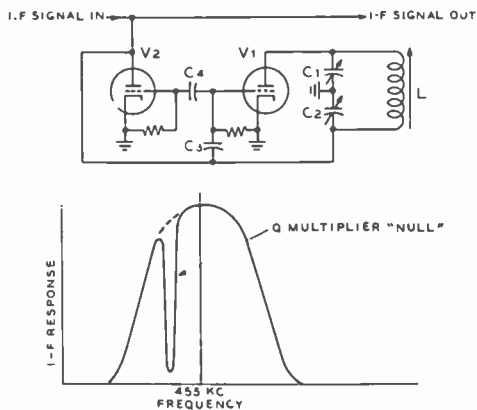 I.F SIGNAL IN
I-F SIGNAL OUT
V2
V1
C4
C1
C2
L
C3
Q MULTIPLIER "NULL"
I-F RESPONSE
455 KC
FREQUENCY